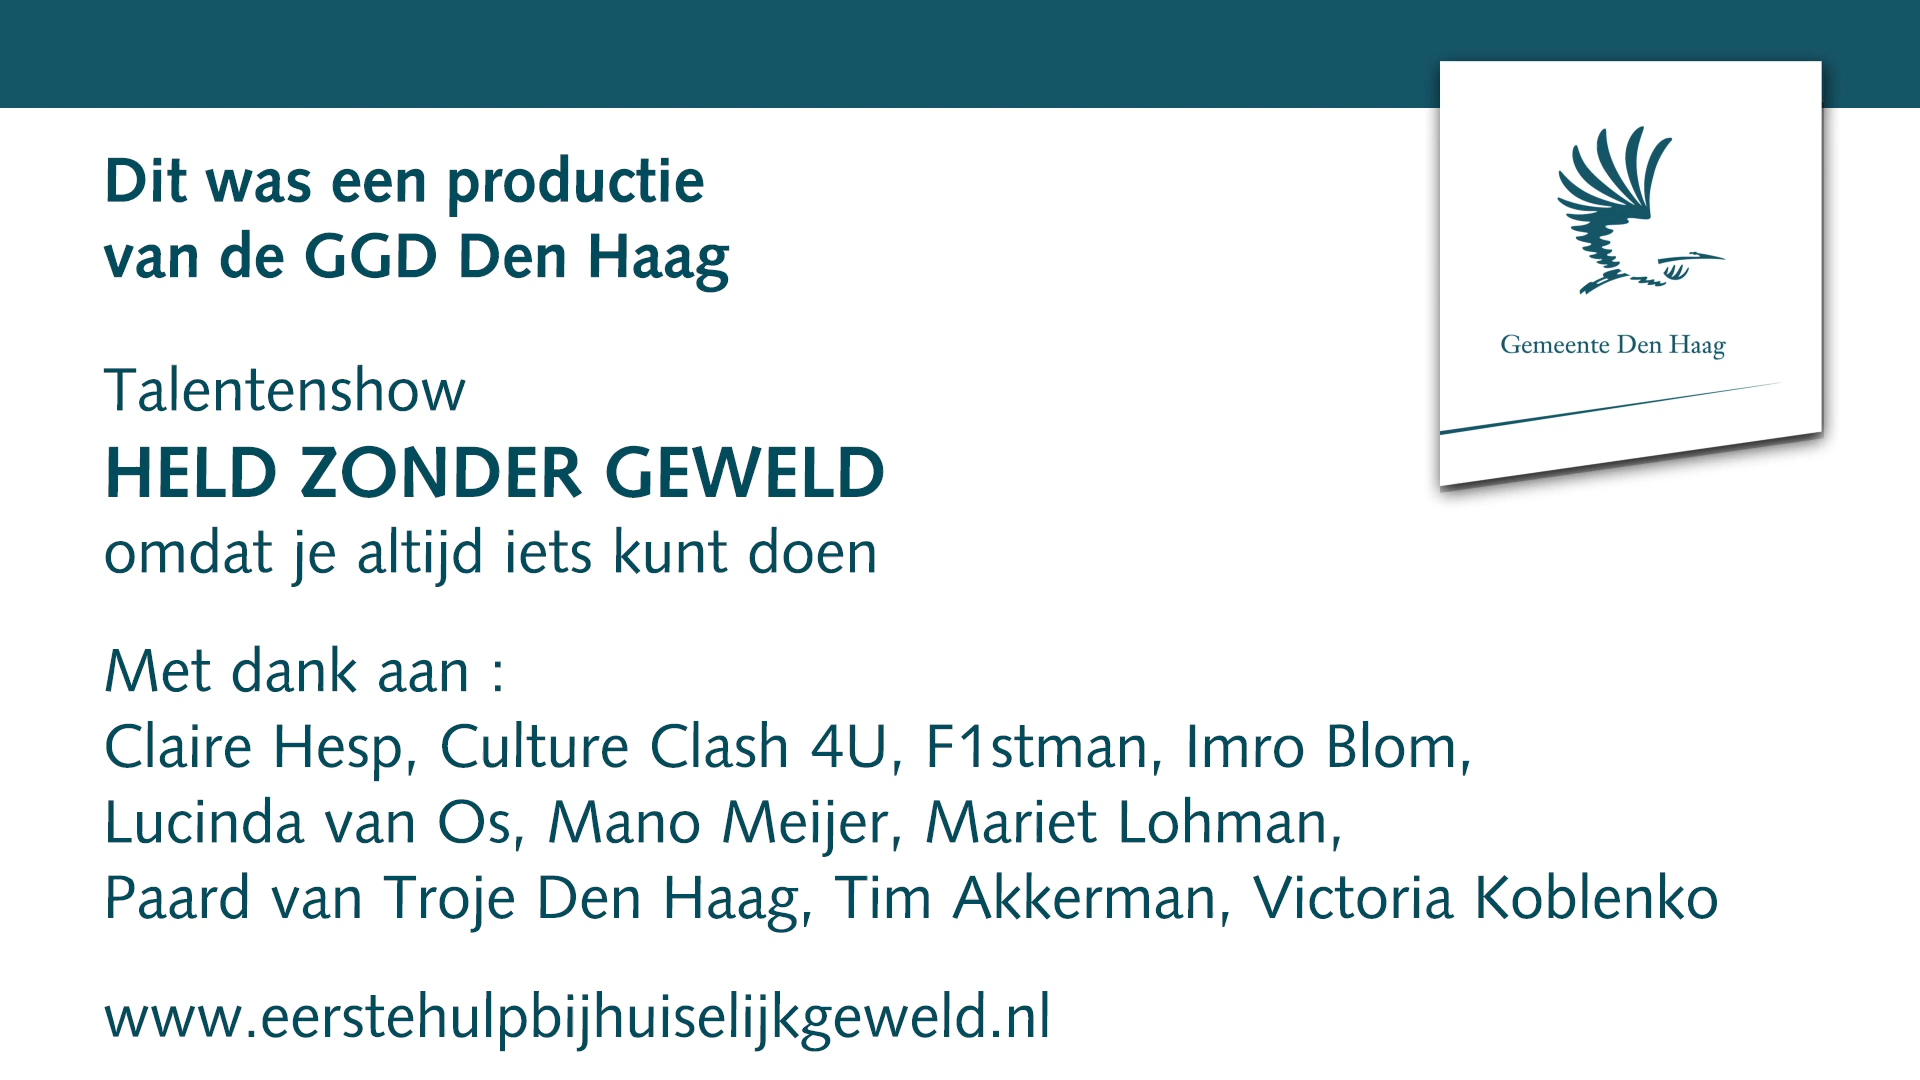 Dit was een productie
van de GGD Den Haag
Gemeente Den Haag
Talentenshow
HELD ZONDER GEWELD
omdat je altijd iets kunt doen
Met dank aan :
Claire Hesp, Culture Clash 4U, F1stman, Imro Blom,
Lucinda van Os, Mano Meijer, Mariet Lohman,
Paard van Troje Den Haag, Tim Akkerman, Victoria Koblenko
www.eerstehulpbijhuiselijkgeweld.nl